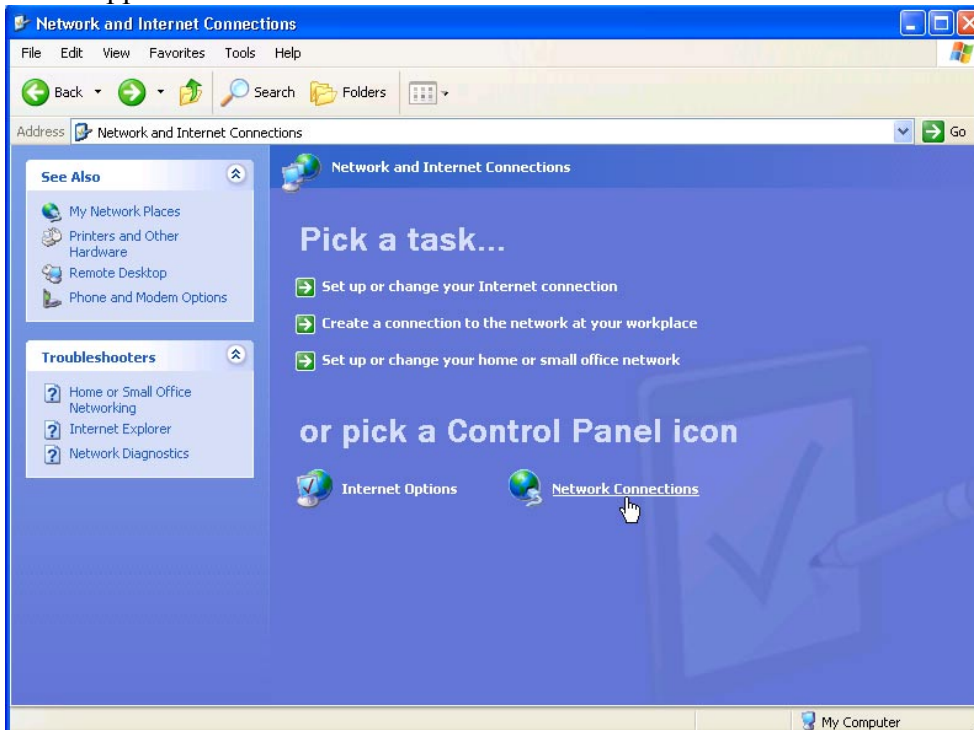 Network and Internet Connections
File Edit View Favorites Tools Help
Back Search Folders
Address Network and Internet Connections Go
See Also
My Network Places
Printers and Other
Hardware
Remote Desktop
Phone and Modem Options
Troubleshooters
Home or Small Office
Networking
Internet Explorer
Network Diagnostics
Network and Internet Connections
Pick a task...
Set up or change your Internet connection
Create a connection to the network at your workplace
Set up or change your home or small office network
or pick a Control Panel icon
Internet Options Network Connections
My Computer